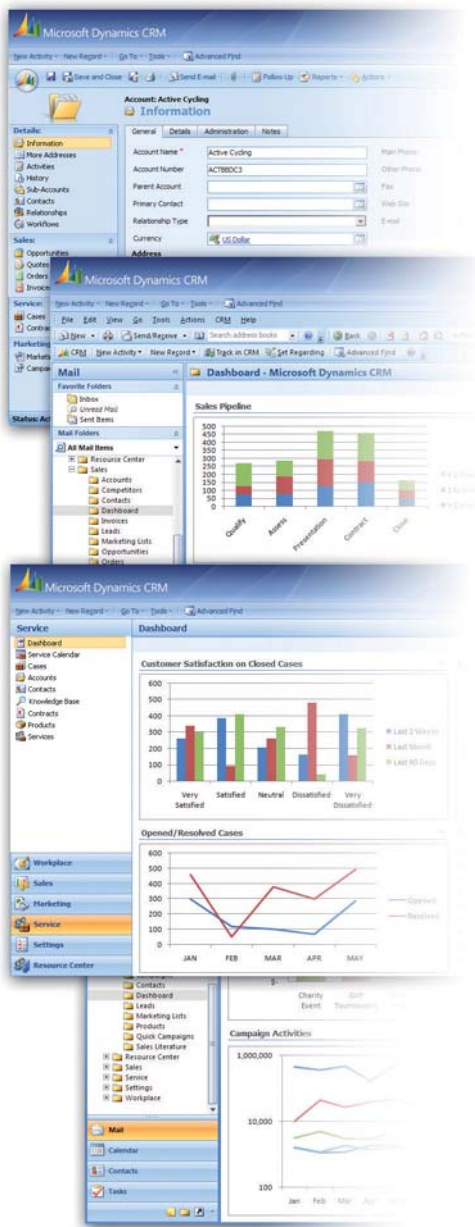 Microsoft Dynamics CRM
New Activity New Record Go To Tools Advanced Find
Save and Close Send E-mail Follow Up Reports Actions
Account: Active Cycling
Information
Details:
Information
More Addresses
Activities
History
Sub-Accounts
Contacts
Relationships
Workflows
Sales:
Opportunities
Quotes
Orders
Invoice
Service:
Cases
Contrac
Marketing
Marketi
Campai
Status: Act
General Details Administration Notes
Account Name * Active Cycling Main Phone
Account Number ACTBBDC3 Other Phone
Parent Account Fax
Primary Contact Web Site
Relationship Type E-mail
Currency US Dollar
Address
Microsoft Dynamics CRM
New Activity New Record Go To Tools Advanced Find
File Edit View Go Tools Actions CRM Help
New Send/Receive Search address books Back
CRM New Activity New Record Track in CRM Set Regarding Advanced Find
Mail
Favorite Folders
Inbox
Unread Mail
Sent Items
Mail Folders
All Mail Items
Resource Center
Sales
Accounts
Competitors
Contacts
Dashboard
Invoices
Leads
Marketing Lists
Opportunities
Orders
Dashboard - Microsoft Dynamics CRM
Sales Pipeline
500
450
400
350
300
250
200
150
100
50
0
Qualify Assess Presentation Contract Close
Microsoft Dynamics CRM
New Activity New Record Go To Tools Advanced Find
Service
Dashboard
Service Calendar
Cases
Accounts
Contacts
Knowledge Base
Contracts
Products
Services
Workplace
Sales
Marketing
Service
Settings
Resource Center
Dashboard
Customer Satisfaction on Closed Cases
600
500
400
300
200
100
0
Very Satisfied Satisfied Neutral Dissatisfied Very Dissatisfied
Last 2 Weeks
Last Month
Last 90 Days
Opened/Resolved Cases
600
500
400
300
200
100
0
JAN FEB MAR APR MAY
Opened
Resolved
Campaigns
Contacts
Dashboard
Leads
Marketing Lists
Products
Quick Campaigns
Sales Literature
Resource Center
Sales
Service
Settings
Workplace
Mail
Calendar
Contacts
Tasks
0-
Charity Event Golf Tournament
Campaign Activities
1,000,000
10,000
100
Jan Feb Mar Apr